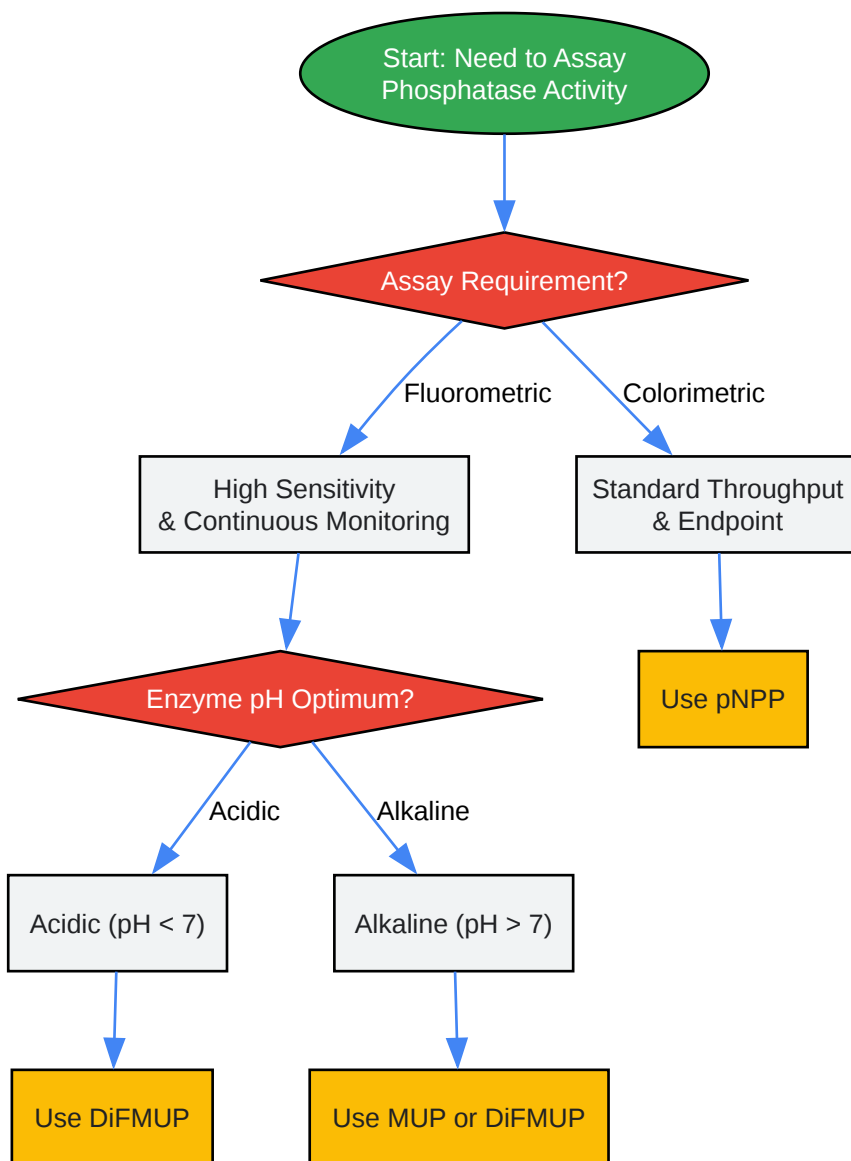 Start: Need to Assay
Phosphatase Activity
Assay Requirement?
Fluorometric
Colorimetric
High Sensitivity
& Continuous Monitoring
Standard Throughput
& Endpoint
Enzyme pH Optimum?
Use pNPP
Acidic
Alkaline
Acidic (pH < 7)
Alkaline (pH > 7)
Use DiFMUP
Use MUP or DiFMUP